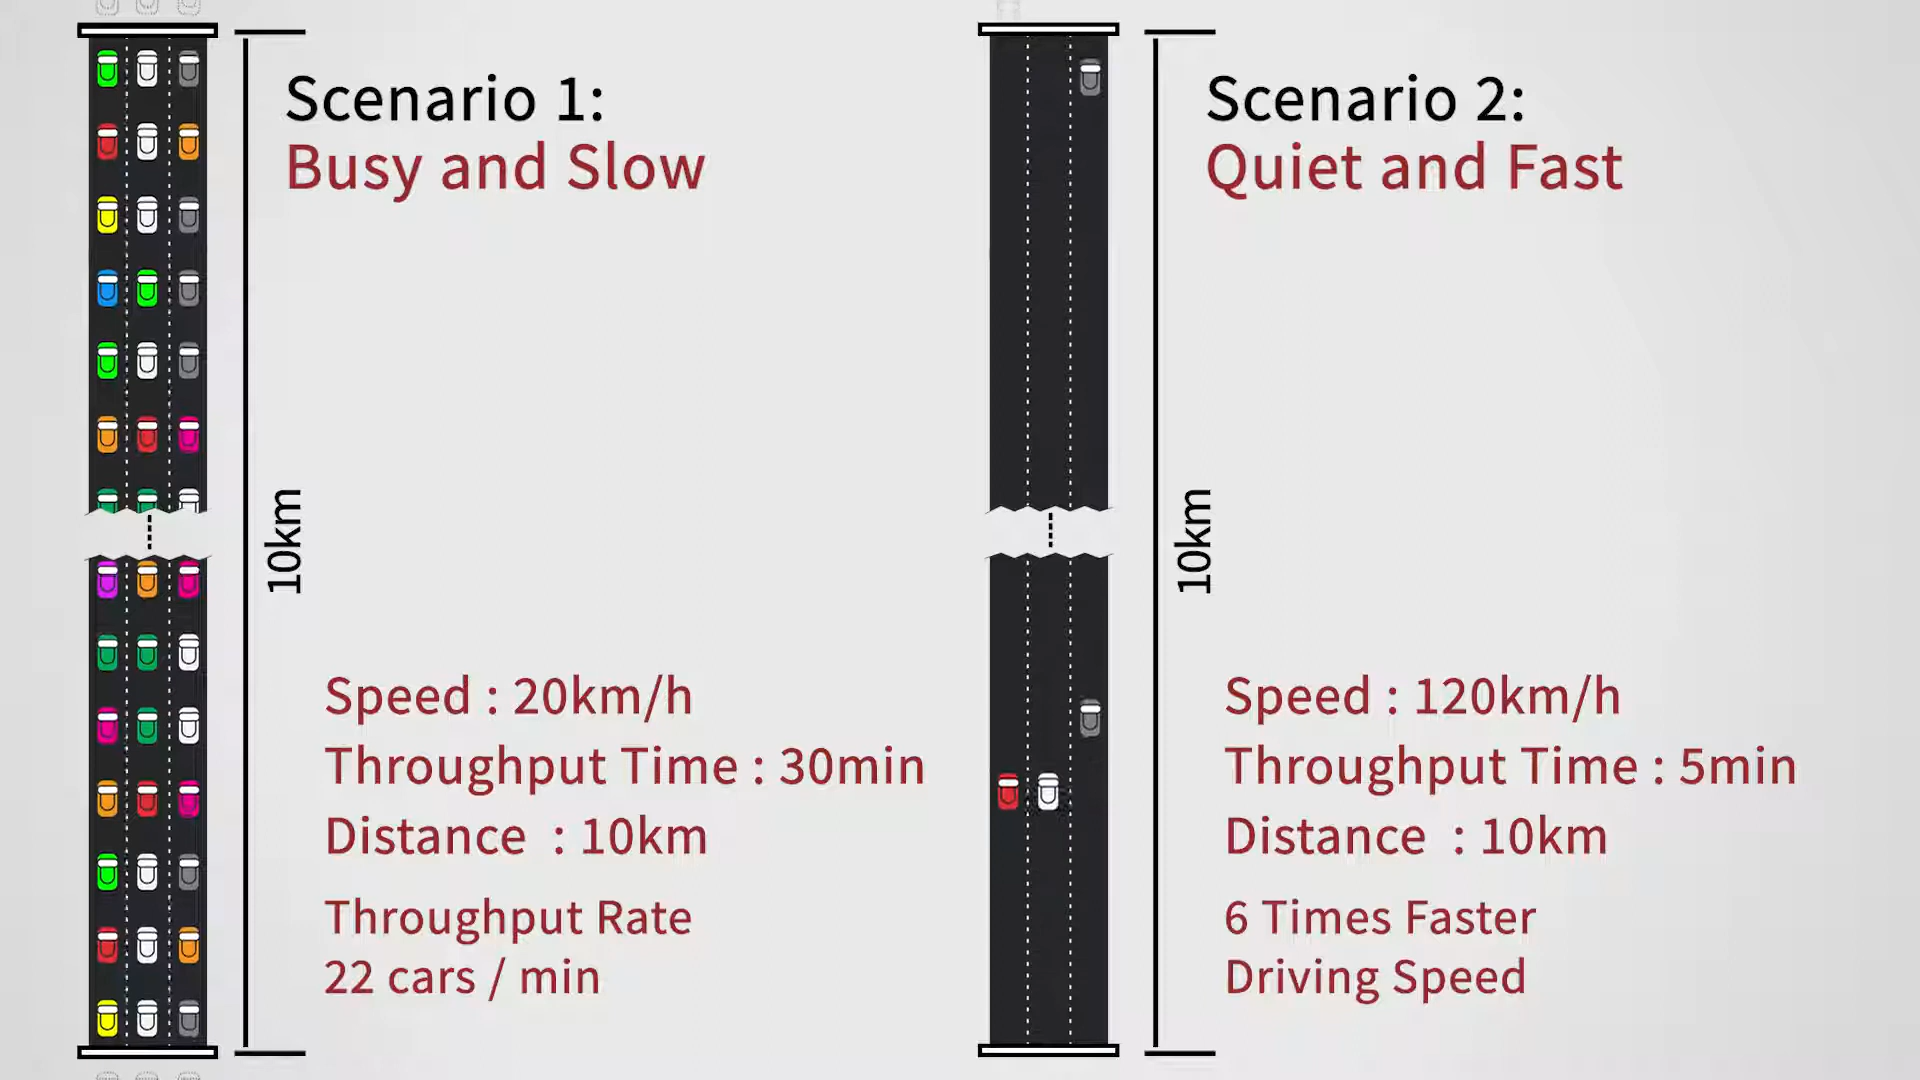 Scenario 1:
Busy and Slow
10km
Speed : 20km/h
Throughput Time : 30min
Distance : 10km
Throughput Rate
22 cars / min
Scenario 2:
Quiet and Fast
10km
Speed : 120km/h
Throughput Time : 5min
Distance : 10km
6 Times Faster
Driving Speed